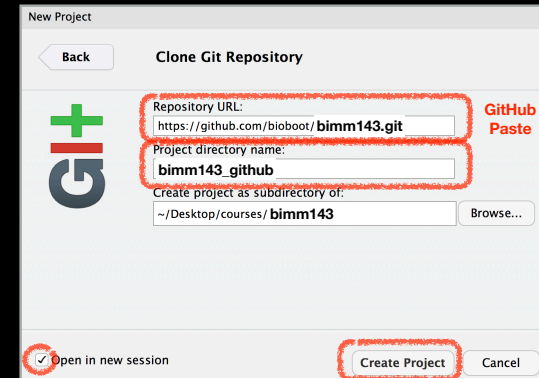 New Project
Back
Clone Git Repository
git
Repository URL:
GitHub
Paste
https://github.com/bioboot/bimm143.git
Project directory name:
bimm143_github
Create project as subdirectory of:
~/Desktop/courses/bimm143
Browse...
Open in new session
Create Project
Cancel